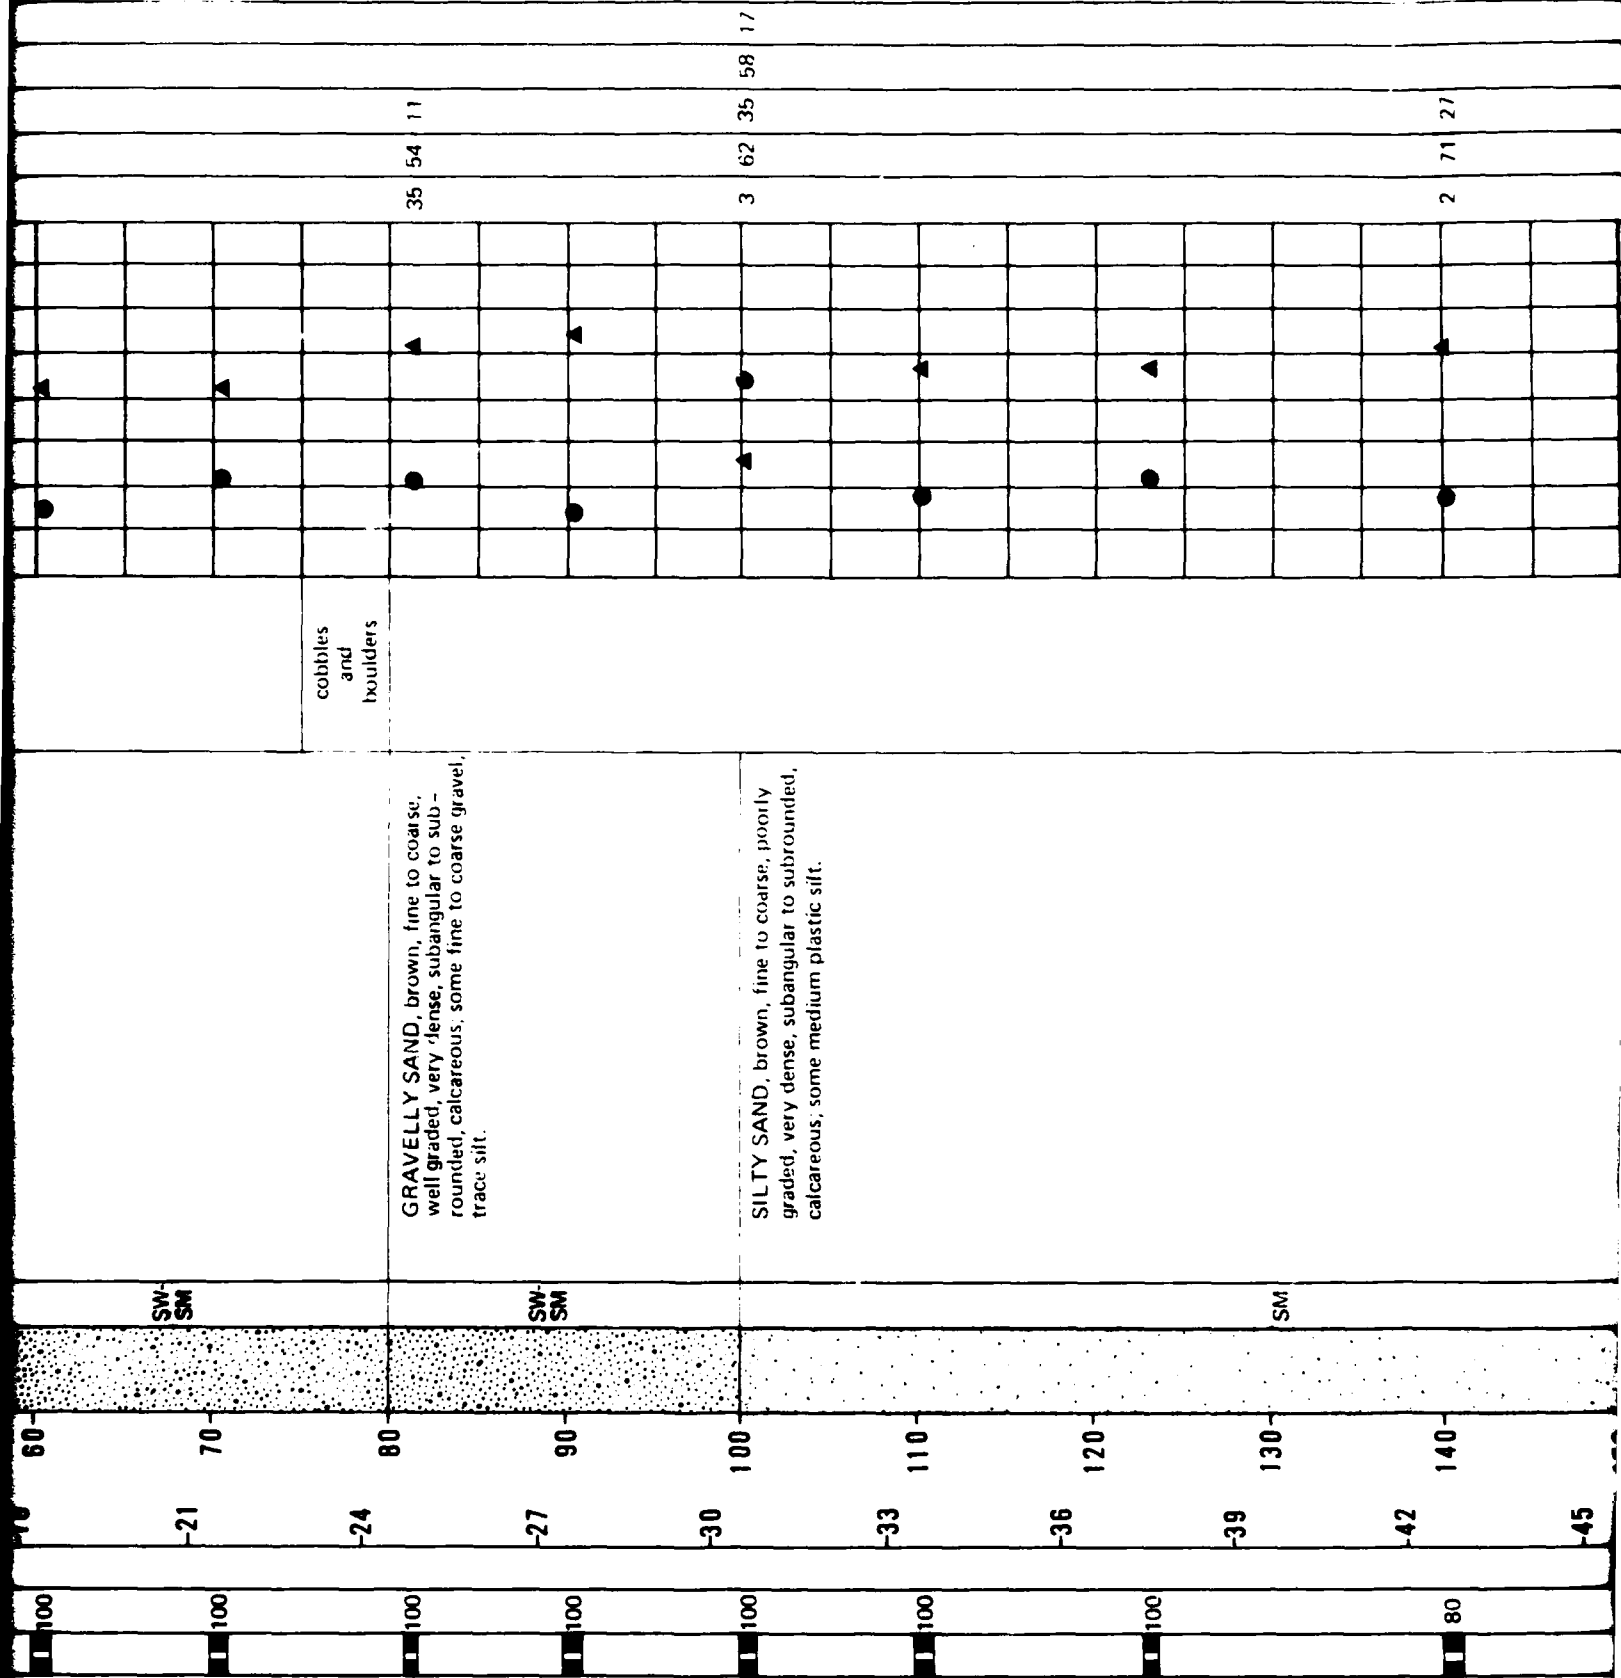 100
100
100
100
100
100
100
80
-21
-24
-27
-30
-33
-36
-39
-42
-45
60
70
80
90
100
110
120
130
140
SW-
SM
SW-
SM
SM
GRAVELLY SAND, brown, fine to coarse,
well graded, very dense, subangular to sub-
rounded, calcareous; some fine to coarse gravel,
trace silt.
SILTY SAND, brown, fine to coarse, poorly
graded, very dense, subangular to subrounded,
calcareous; some medium plastic silt.
cobbles
and
boulders
35 54 11
3 62 35 58 17
2 71 27